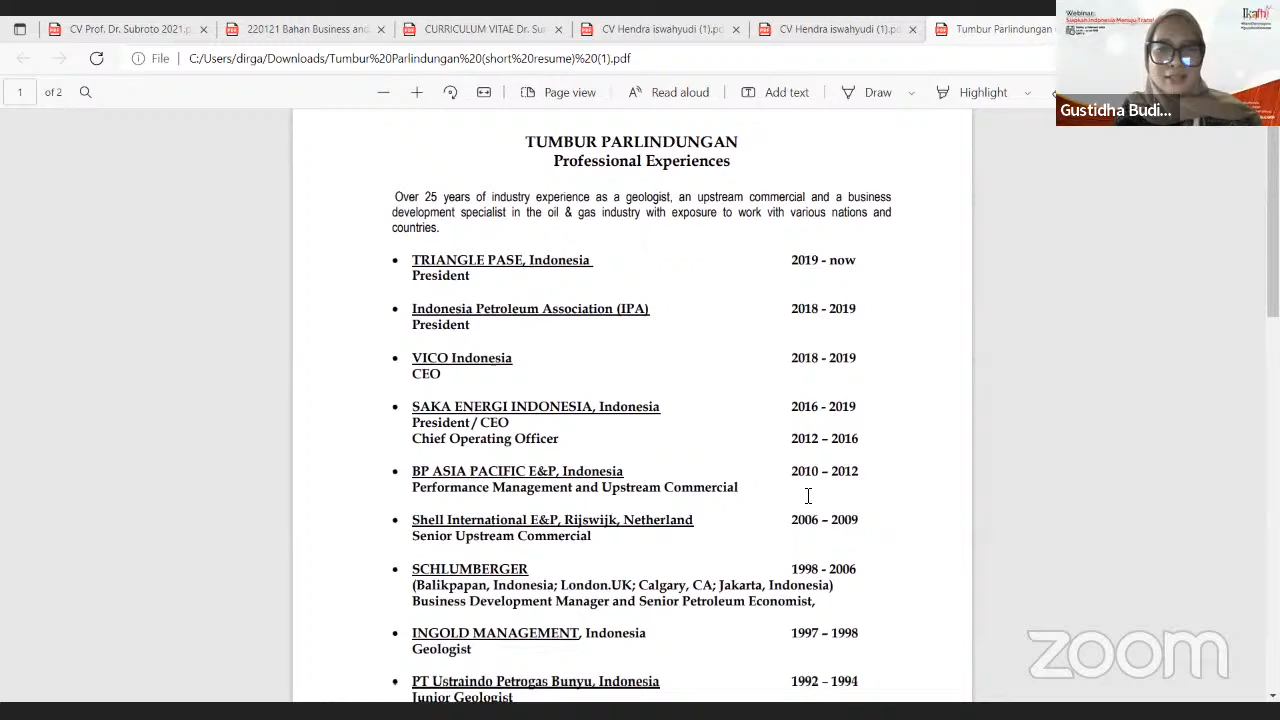 CV Prof. Dr. Subroto 2021.p
220131 Bahan Business an
CURRICULUM VITAE Dr.
CV Hendra iswahyudi (1).p
CV Hendra iswahyudi (1).p
Tumbur Parlindungan
File C:/Users/dirga/Downloads/Tumbur%20Parlindungan%20(short%20resume)%20(1).pdf
1 of 2 Page view Read aloud Add text Draw Highlight
Webinar:
Gustidha Budi...
TUMBUR PARLINDUNGAN
Professional Experiences
Over 25 years of industry experience as a geologist, an upstream commercial and a business
development specialist in the oil & gas industry with exposure to work vith various nations and
countries.
• TRIANGLE PASE, Indonesia 2019 - now
President
• Indonesia Petroleum Association (IPA) 2018 - 2019
President
• VICO Indonesia 2018 - 2019
CEO
• SAKA ENERGI INDONESIA, Indonesia 2016 - 2019
President / CEO
Chief Operating Officer 2012 – 2016
• BP ASIA PACIFIC E&P, Indonesia 2010 – 2012
Performance Management and Upstream Commercial
• Shell International E&P, Rijswijk, Netherland 2006 – 2009
Senior Upstream Commercial
• SCHLUMBERGER 1998 - 2006
(Balikpapan, Indonesia; London.UK; Calgary, CA; Jakarta, Indonesia)
Business Development Manager and Senior Petroleum Economist,
• INGOLD MANAGEMENT, Indonesia 1997 – 1998
Geologist
• PT Ustraindo Petrogas Bunyu, Indonesia 1992 – 1994
Junior Geologist
zoom